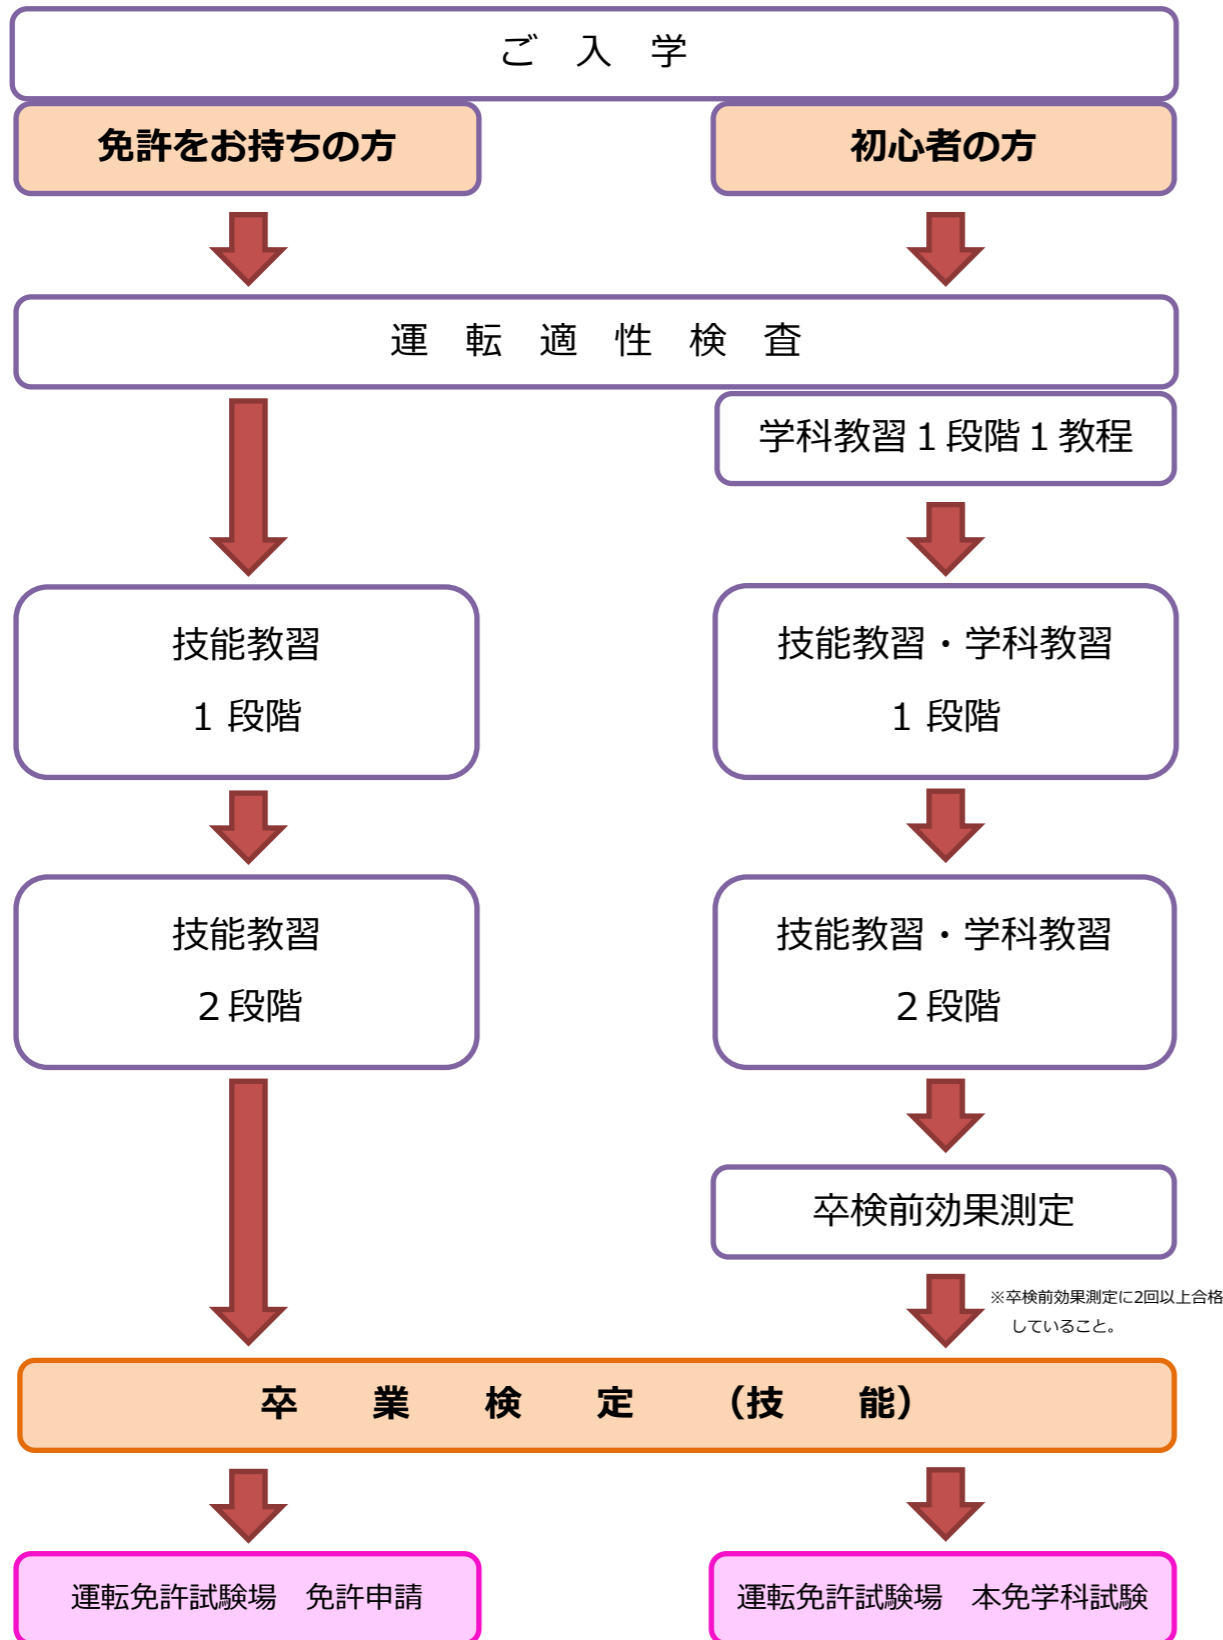 ご　入　学
免許をお持ちの方
初心者の方
運　転　適　性　検　査
学科教習１段階１教程
技能教習
１ 段階
技能教習・学科教習
１ 段階
技能教習
２段階
技能教習・学科教習
２段階
卒検前効果測定
※卒検前効果測定に2回以上合格
していること。
卒　業　検　定　（技　能）
運転免許試験場　免許申請
運転免許試験場　本免学科試験